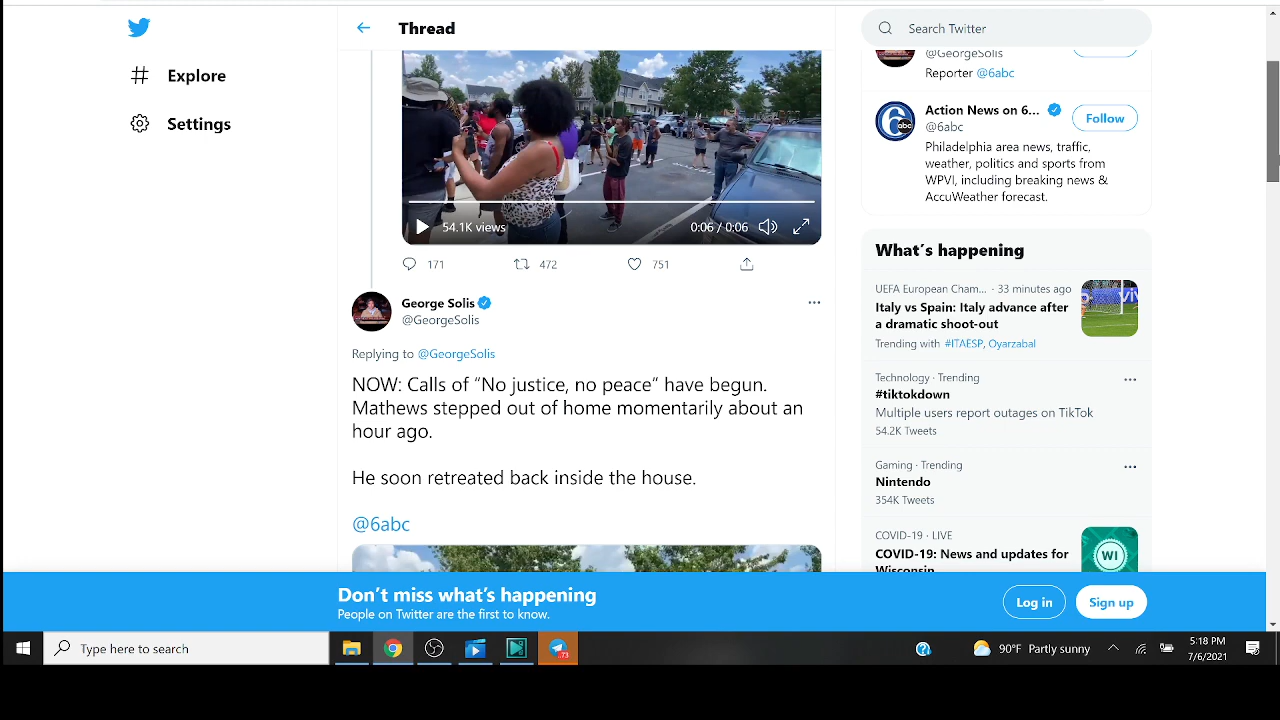 Explore
Settings
Thread
54.1K views
0:06 / 0:06
171
472
751
George Solis
@GeorgeSolis
Replying to @GeorgeSolis
NOW: Calls of “No justice, no peace” have begun.
Mathews stepped out of home momentarily about an
hour ago.
He soon retreated back inside the house.
@6abc
Search Twitter
@GeorgeSolis
Reporter @6abc
6abc
Action News on 6...
@6abc
Follow
Philadelphia area news, traffic,
weather, politics and sports from
WPVI, including breaking news &
AccuWeather forecast.
What's happening
UEFA European Cham... · 33 minutes ago
Italy vs Spain: Italy advance after
a dramatic shoot-out
Trending with #ITAESP, Oyarzabal
Technology · Trending
#tiktokdown
Multiple users report outages on TikTok
54.2K Tweets
Gaming · Trending
Nintendo
354K Tweets
COVID-19 · LIVE
COVID-19: News and updates for
Wisconsin
WI
Don't miss what's happening
People on Twitter are the first to know.
Log in
Sign up
Type here to search
73
90°F Partly sunny
5:18 PM
7/6/2021